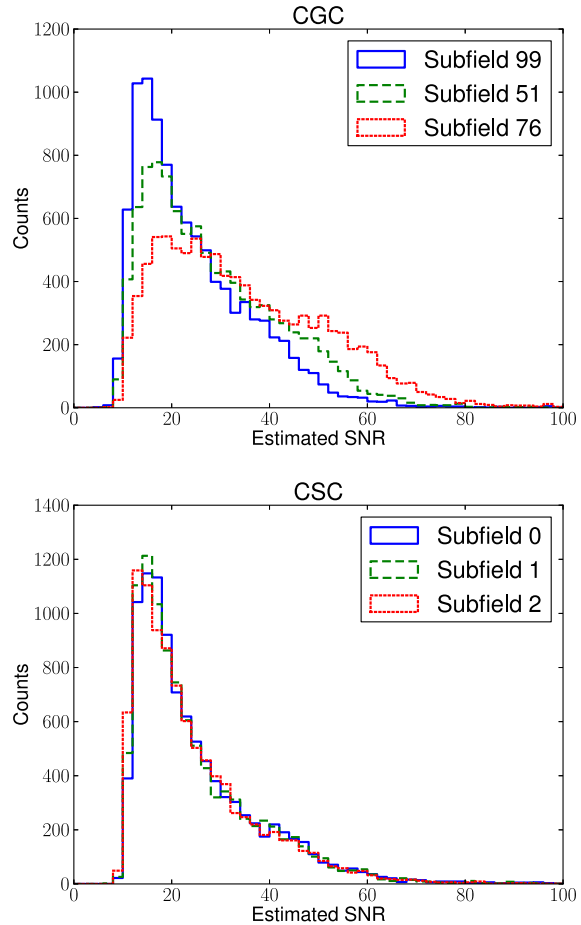 CGC
1200
1000
800
600
400
200
0
Counts
Subfield 99
Subfield 51
Subfield 76
0 20 40 60 80 100
Estimated SNR
CSC
1400
1200
1000
800
600
400
200
0
Counts
Subfield 0
Subfield 1
Subfield 2
0 20 40 60 80 100
Estimated SNR